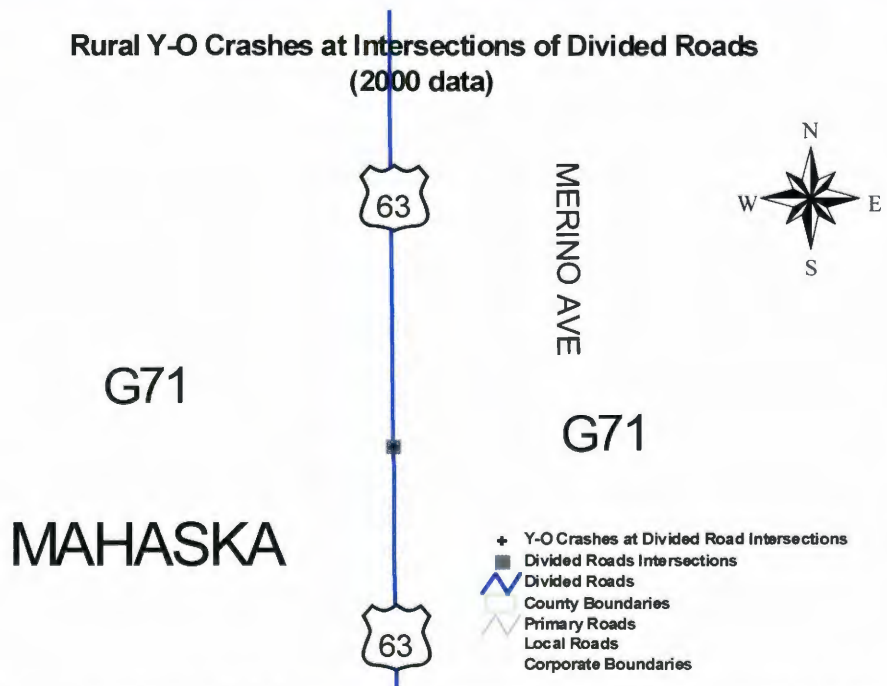 Rural Y-O Crashes at Intersections of Divided Roads
(2000 data)
N
W
E
S
63
MERINO AVE
G71
G71
MAHASKA
Y-O Crashes at Divided Road Intersections
Divided Roads Intersections
Divided Roads
County Boundaries
Primary Roads
Local Roads
Corporate Boundaries
63